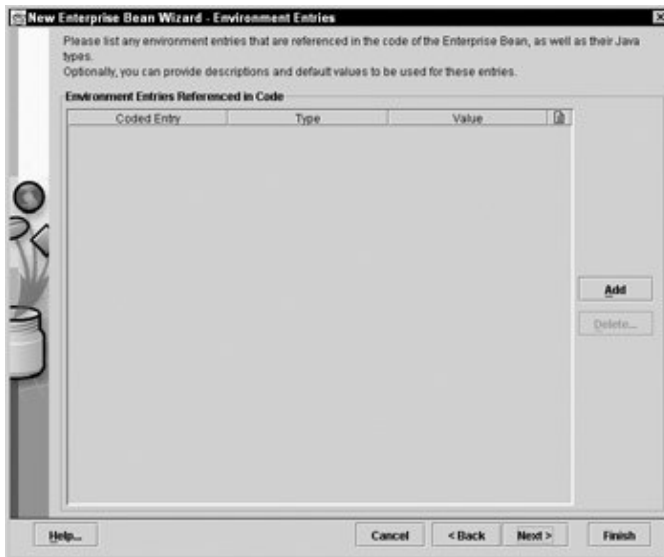 New Enterprise Bean Wizard - Environment Entries
Please list any environment entries that are referenced in the code of the Enterprise Bean, as well as their Java
types.
Optionally, you can provide descriptions and default values to be used for these entries.
Environment Entries Referenced in Code
Coded Entry Type Value
Add
Delete...
Help... Cancel < Back Next > Finish